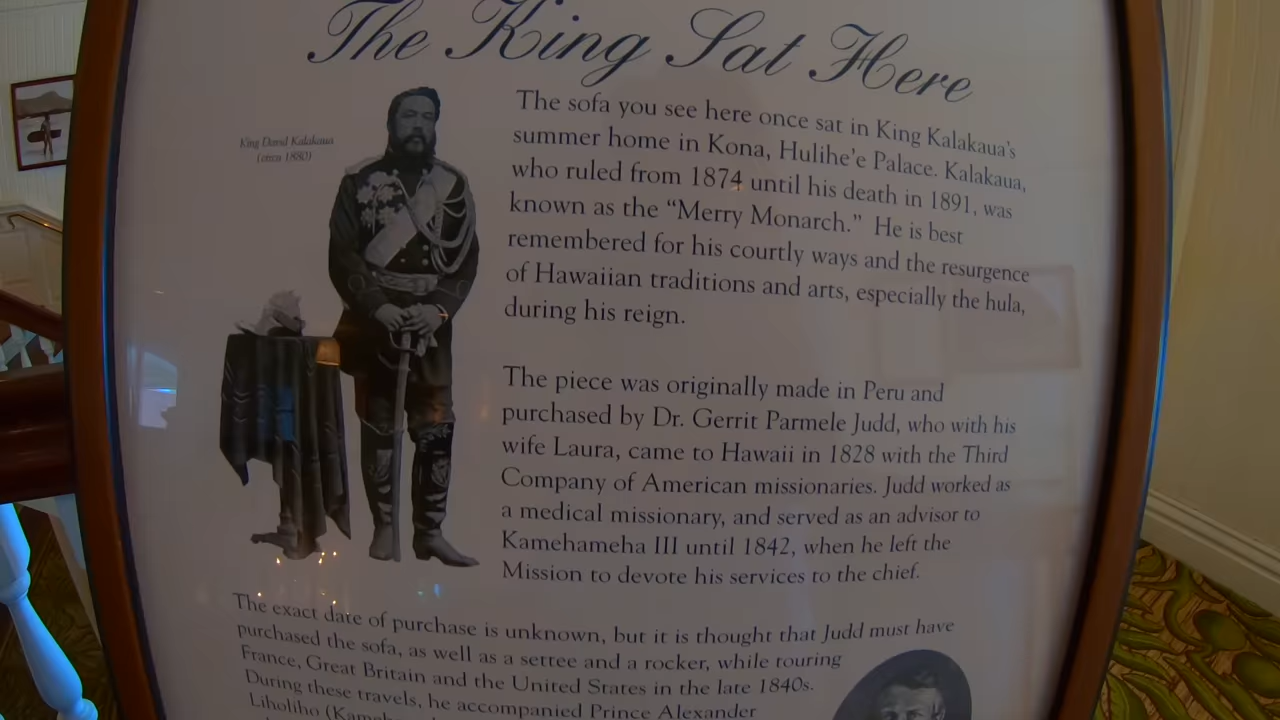 The King Sat Here
King David Kalakaua
(circa 1880)
The sofa you see here once sat in King Kalakaua's
summer home in Kona, Hulihe'e Palace. Kalakaua,
who ruled from 1874 until his death in 1891, was
known as the “Merry Monarch.” He is best
remembered for his courtly ways and the resurgence
of Hawaiian traditions and arts, especially the hula,
during his reign.
The piece was originally made in Peru and
purchased by Dr. Gerrit Parmele Judd, who with his
wife Laura, came to Hawaii in 1828 with the Third
Company of American missionaries. Judd worked as
a medical missionary, and served as an advisor to
Kamehameha III until 1842, when he left the
Mission to devote his services to the chief.
The exact date of purchase is unknown, but it is thought that Judd must have
purchased the sofa, as well as a settee and a rocker, while touring
France, Great Britain and the United States in the late 1840s.
During these travels, he accompanied Prince Alexander
Liholiho